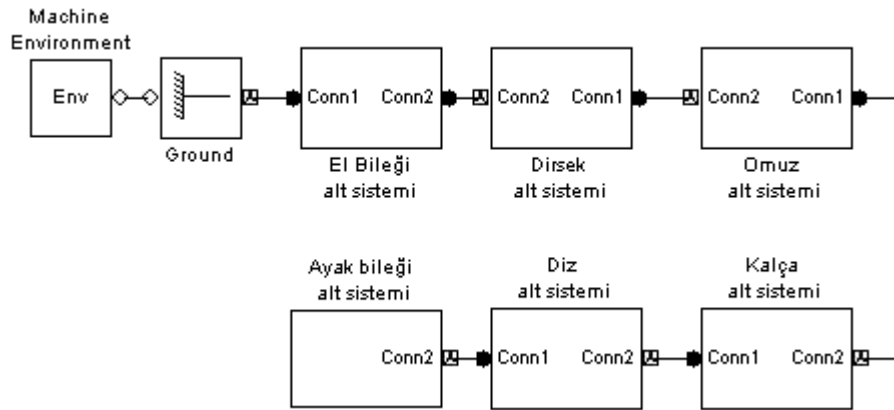 Machine
Environment
Env
Ground
Conn1 Conn2
El Bileği
alt sistemi
Conn2 Conn1
Dirsek
alt sistemi
Conn2 Conn1
Omuz
alt sistemi
Ayak bileği
alt sistemi
Conn2
Diz
alt sistemi
Conn1 Conn2
Kalça
alt sistemi
Conn1 Conn2